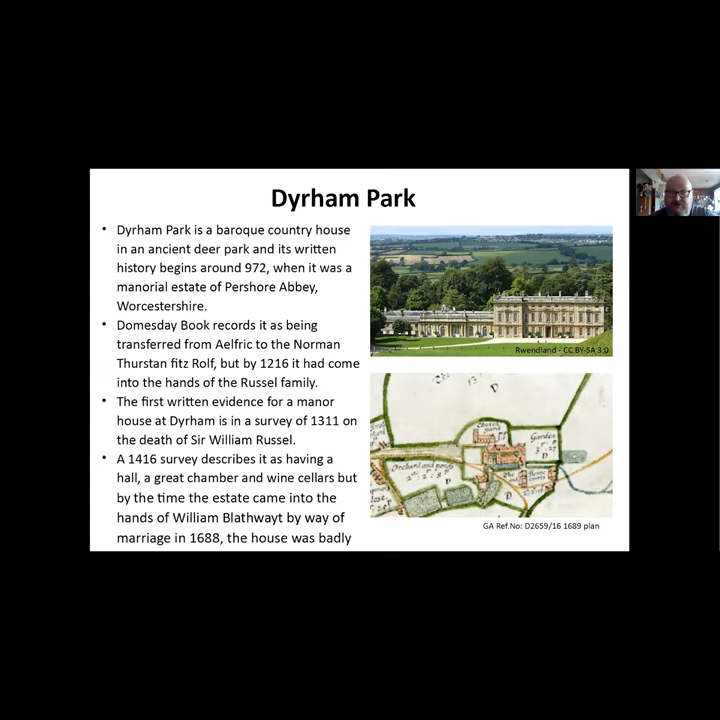 Dyrham Park
• Dyrham Park is a baroque country house
in an ancient deer park and its written
history begins around 972, when it was a
manorial estate of Pershore Abbey,
Worcestershire.
• Domesday Book records it as being
transferred from Aelfric to the Norman
Thurstan fitz Rolf, but by 1216 it had come
into the hands of the Russel family.
• The first written evidence for a manor
house at Dyrham is in a survey of 1311 on
the death of Sir William Russel.
• A 1416 survey describes it as having a
hall, a great chamber and wine cellars but
by the time the estate came into the
hands of William Blathwayt by way of
marriage in 1688, the house was badly
Rwendland - CC BY-SA 3.0
D
Church
yard
Garden
D
Orchard and ponds
D
The
House
D
GA Ref.No: D2659/16 1689 plan